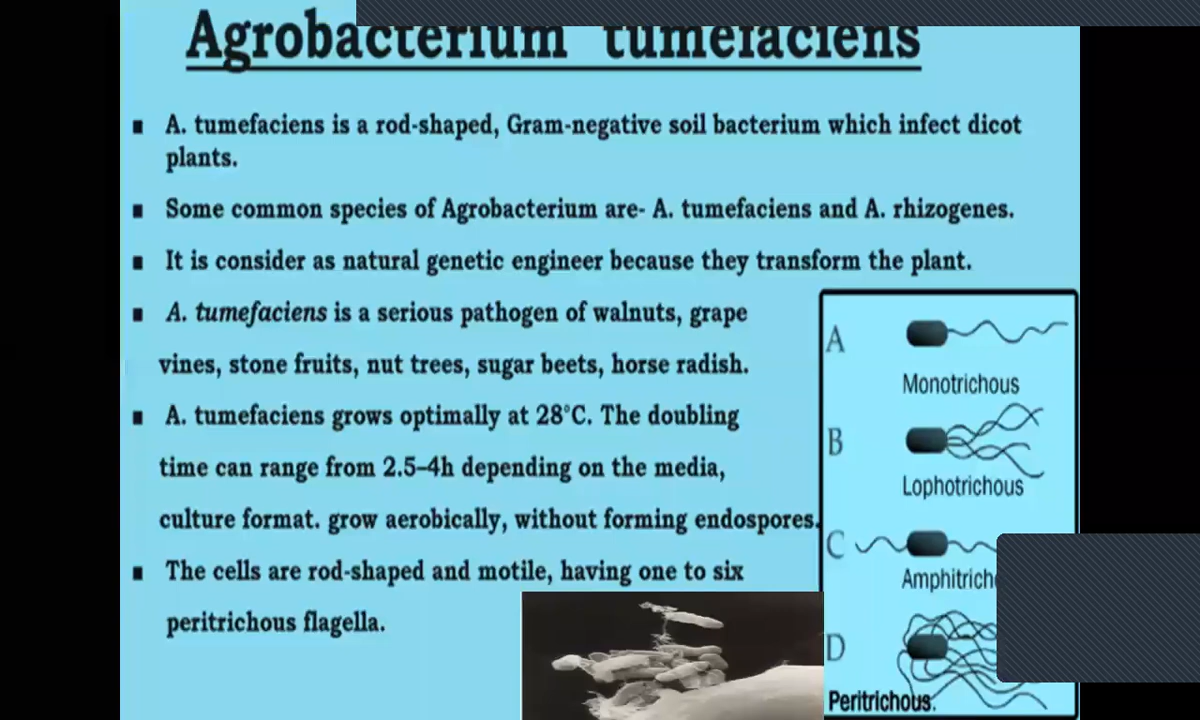 Agrobacterium tumefaciens
▪ A. tumefaciens is a rod-shaped, Gram-negative soil bacterium which infect dicot
plants.
▪ Some common species of Agrobacterium are- A. tumefaciens and A. rhizogenes.
▪ It is consider as natural genetic engineer because they transform the plant.
▪ A. tumefaciens is a serious pathogen of walnuts, grape
vines, stone fruits, nut trees, sugar beets, horse radish.
▪ A. tumefaciens grows optimally at 28°C. The doubling
time can range from 2.5–4h depending on the media,
culture format. grow aerobically, without forming endospores.
▪ The cells are rod-shaped and motile, having one to six
peritrichous flagella.
A
Monotrichous
B
Lophotrichous
C
D
Peritrichous.